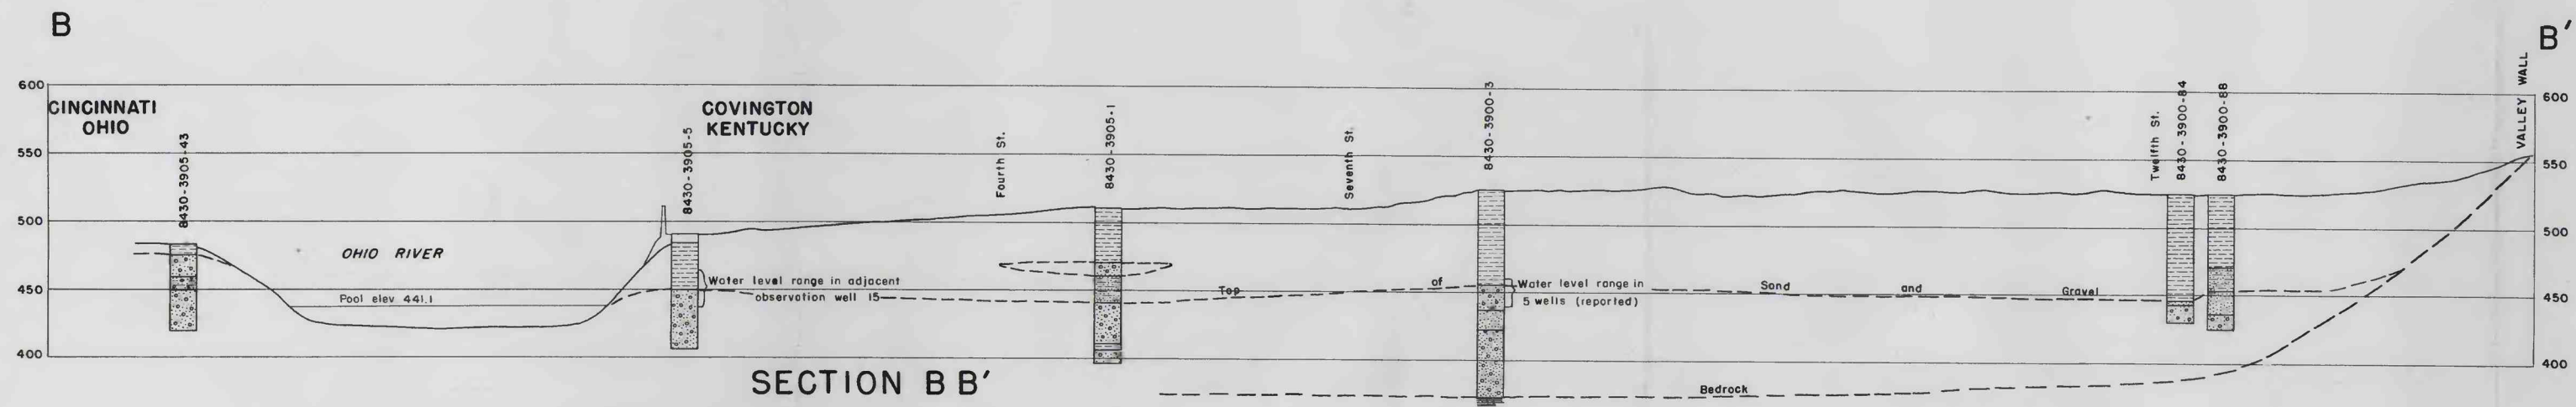 B
B'
600
550
500
450
400
CINCINNATI
OHIO
8430-3905-43
OHIO RIVER
Pool elev. 441.1
8430-3905-5
COVINGTON
KENTUCKY
Water level range in adjacent
observation well 15
Fourth St.
8430-3905-1
Top of Sand and Gravel
Seventh St.
8430-3900-3
Water level range in
5 wells (reported)
Twelfth St.
8430-3900-84
8430-3900-88
VALLEY WALL
600
550
500
450
400
Bedrock
SECTION B B'